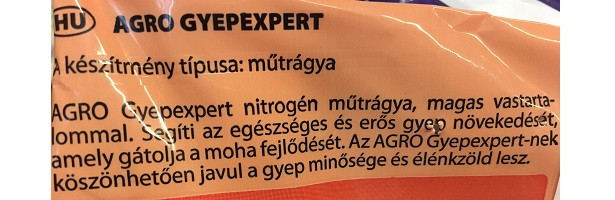 HU AGRO GYEPEXPERT
A készítmény típusa: műtrágya
AGRO Gyepexpert nitrogén műtrágya, magas vastarta-
lommal. Segíti az egészséges és erős gyep növekedését,
amely gátolja a moha fejlődését. Az AGRO Gyepexpert-nek
köszönhetően javul a gyep minősége és élénkzöld lesz.